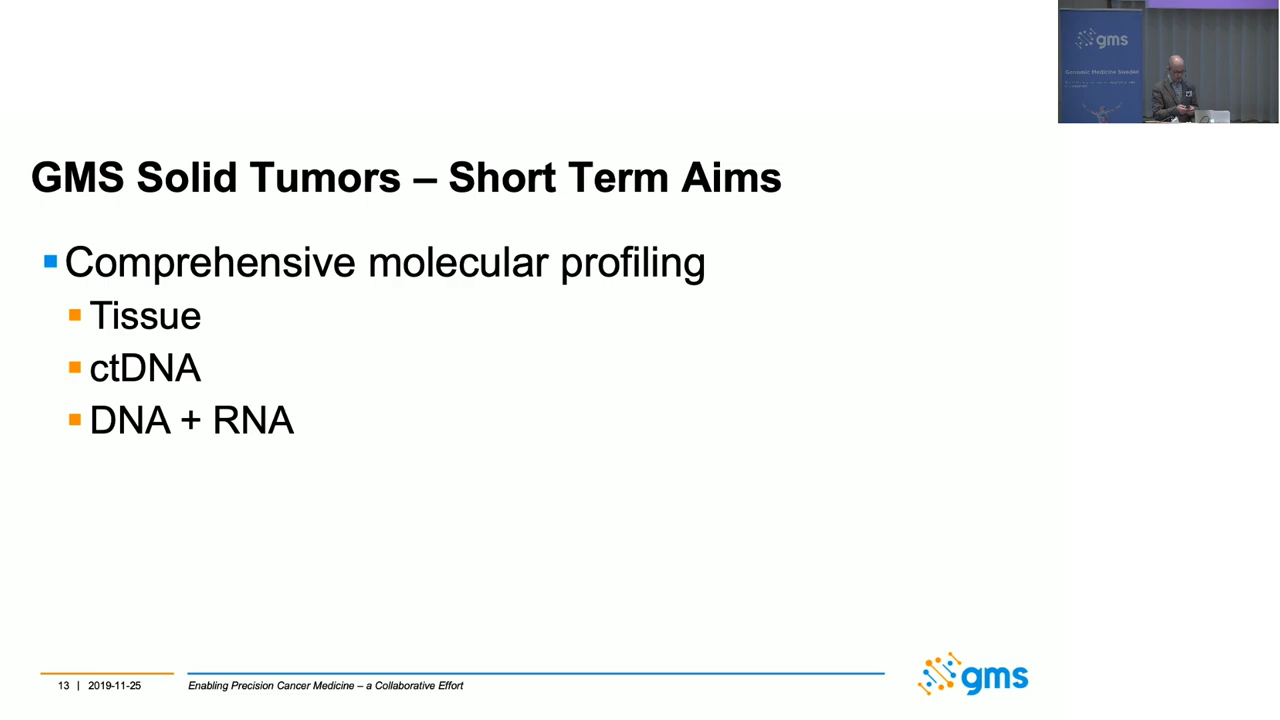 gms
Genomic Medicine Sweden
GMS Solid Tumors – Short Term Aims
Comprehensive molecular profiling
Tissue
ctDNA
DNA + RNA
13 | 2019-11-25
Enabling Precision Cancer Medicine – a Collaborative Effort
gms